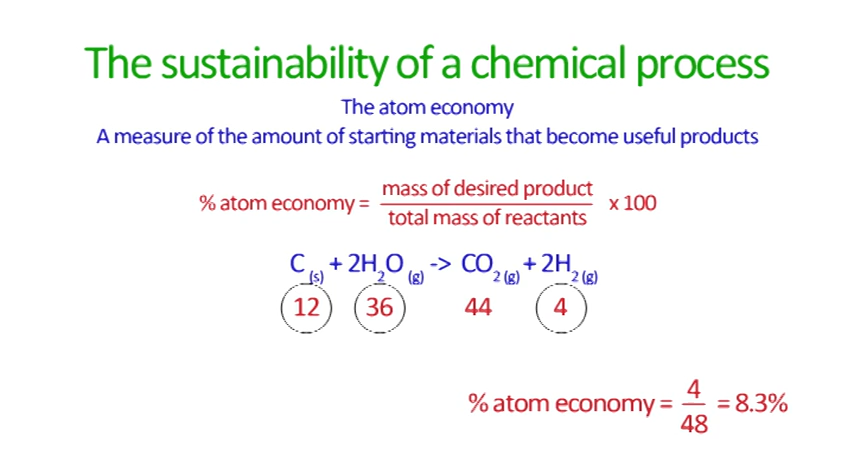 The sustainability of a chemical process
The atom economy
A measure of the amount of starting materials that become useful products
% atom economy = mass of desired product / total mass of reactants x 100
C (s) + 2H2O (g) -> CO2 (g) + 2H2 (g)
12 36 44 4
% atom economy = 4 / 48 = 8.3%